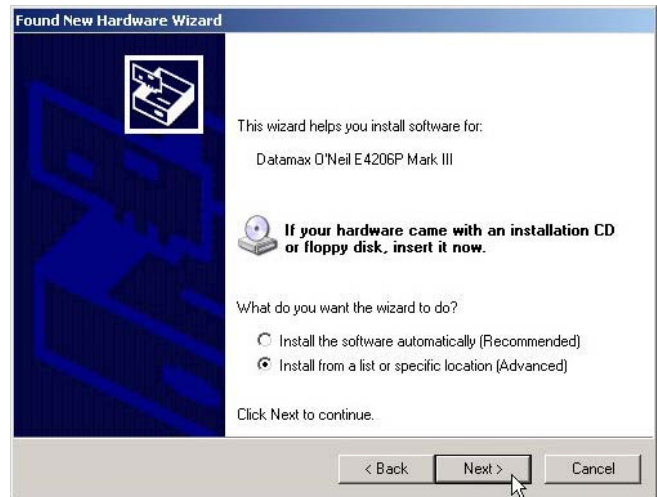 Found New Hardware Wizard
This wizard helps you install software for:
Datamax O'Neil E4206P Mark III
If your hardware came with an installation CD
or floppy disk, insert it now.
What do you want the wizard to do?
Install the software automatically (Recommended)
Install from a list or specific location (Advanced)
Click Next to continue.
< Back Next > Cancel